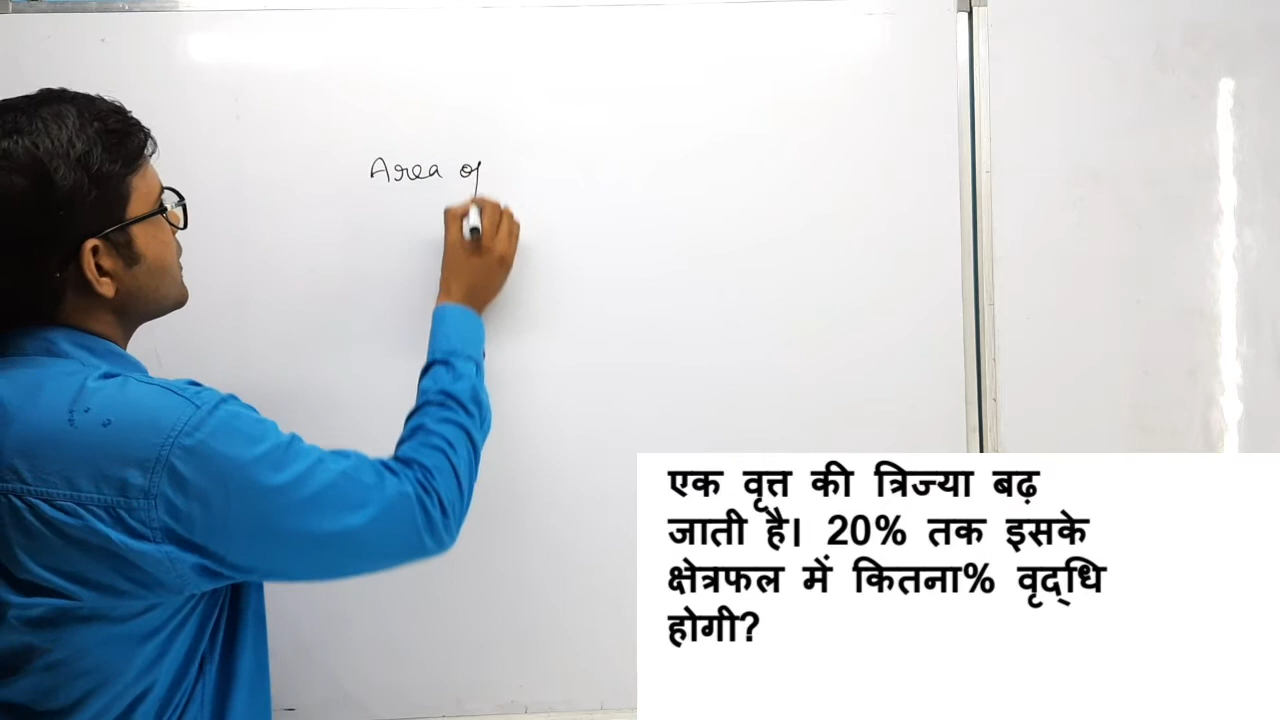 Area of
एक वृत्त की त्रिज्या बढ़
जाती है। 20% तक इसके
क्षेत्रफल में कितना% वृद्‌धि
होगी?